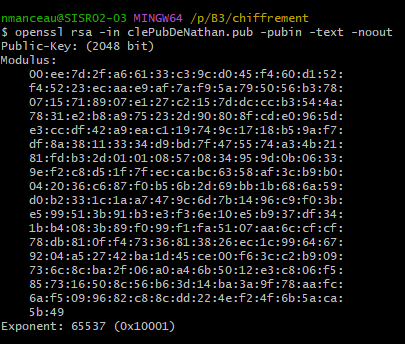 nmanceau@SISR02-03 MINGW64 /p/B3/chiffrement
$ openssl rsa -in clePubDeNathan.pub -pubin -text -noout
Public-Key: (2048 bit)
Modulus:
    00:ee:7d:2f:a6:61:33:c3:9c:d0:45:f4:60:d1:52:
    f4:52:23:ec:aa:e9:af:7a:f9:5a:79:50:56:b3:78:
    07:15:71:89:07:e1:27:c2:15:7d:dc:cc:b3:54:4a:
    78:31:e2:b8:a9:75:23:2d:90:80:8f:cd:e0:96:5d:
    e3:cc:df:42:a9:ea:c1:19:74:9c:17:18:b5:9a:f7:
    df:8a:38:11:33:34:d9:bd:7f:47:55:74:a3:4b:21:
    81:fd:b3:2d:01:01:08:57:08:34:95:9d:0b:06:33:
    9e:f2:c8:d5:1f:7f:ec:ca:bc:63:58:af:3c:b9:b0:
    04:20:36:c6:87:f0:b5:6b:2d:69:bb:1b:68:6a:59:
    d0:b2:33:1c:1a:a7:47:9c:6d:7b:14:96:c9:f0:3b:
    e5:99:51:3b:91:b3:e3:f3:6e:10:e5:b9:37:df:34:
    1b:b4:08:3b:89:f0:99:f1:fa:51:07:aa:6c:cf:cf:
    78:db:81:0f:f4:73:36:81:38:26:ec:1c:99:64:67:
    92:04:a5:27:42:ba:1d:45:ce:00:f6:3c:c2:b9:09:
    73:6c:8c:ba:2f:06:a0:a4:6b:50:12:e3:c8:06:f5:
    85:73:16:50:8c:56:b6:3d:14:ba:3a:9f:78:aa:fc:
    6a:f5:09:96:82:c8:8c:dd:22:4e:f2:4f:6b:5a:ca:
    5b:49
Exponent: 65537 (0x10001)